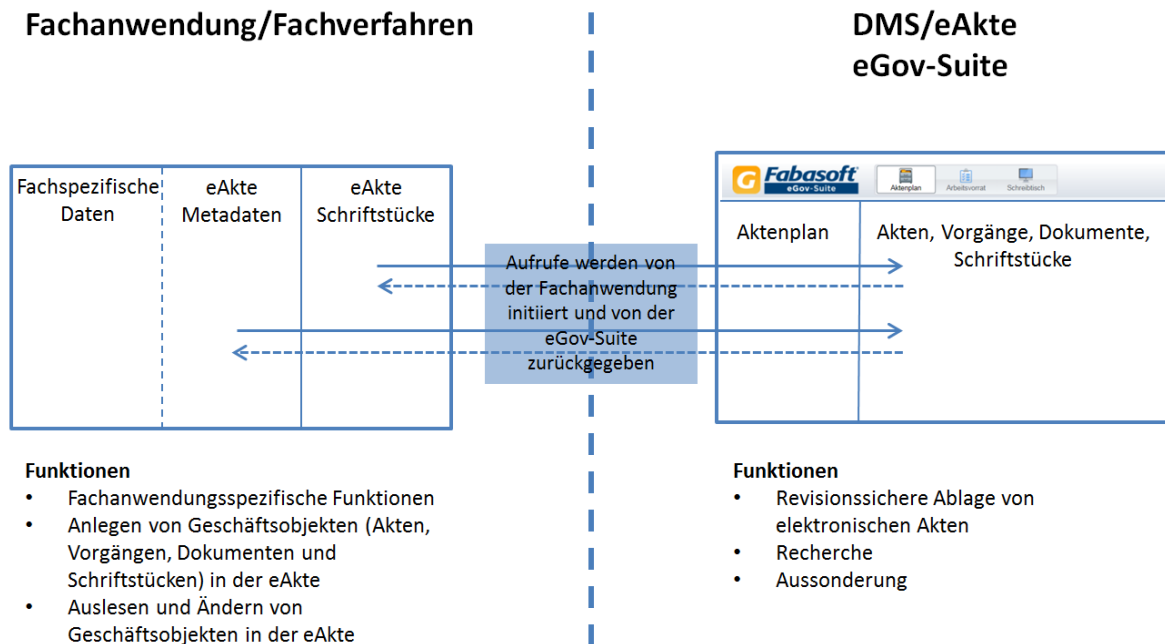 Fachanwendung/Fachverfahren
DMS/eAkte
eGov-Suite
Fachspezifische
Daten
eAkte
Metadaten
eAkte
Schriftstücke
Aufrufe werden von
der Fachanwendung
initiiert und von der
eGov-Suite
zurückgegeben
G Fabasoft
eGov-Suite
Aktenplan
Arbeitsvorrat
Schreibtisch
Aktenplan
Akten, Vorgänge, Dokumente,
Schriftstücke
Funktionen
• Fachanwendungsspezifische Funktionen
• Anlegen von Geschäftsobjekten (Akten,
Vorgängen, Dokumenten und
Schriftstücken) in der eAkte
• Auslesen und Ändern von
Geschäftsobjekten in der eAkte
Funktionen
• Revisionssichere Ablage von
elektronischen Akten
• Recherche
• Aussonderung